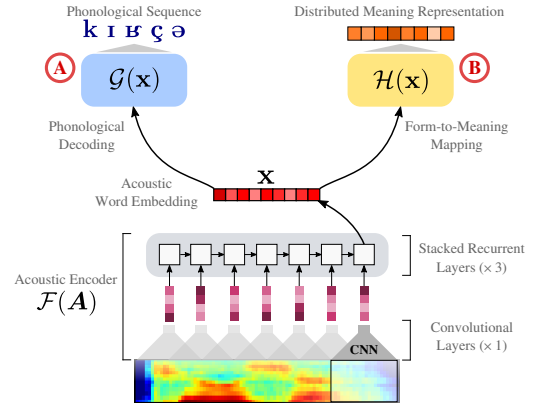 Phonological Sequence
Distributed Meaning Representation
k ɪ ʁ ç ə
A
G(x)
H(x)
B
Phonological
Decoding
Form-to-Meaning
Mapping
x
Acoustic
Word Embedding
Stacked Recurrent
Layers (× 3)
Acoustic Encoder
F(A)
Convolutional
Layers (× 1)
CNN